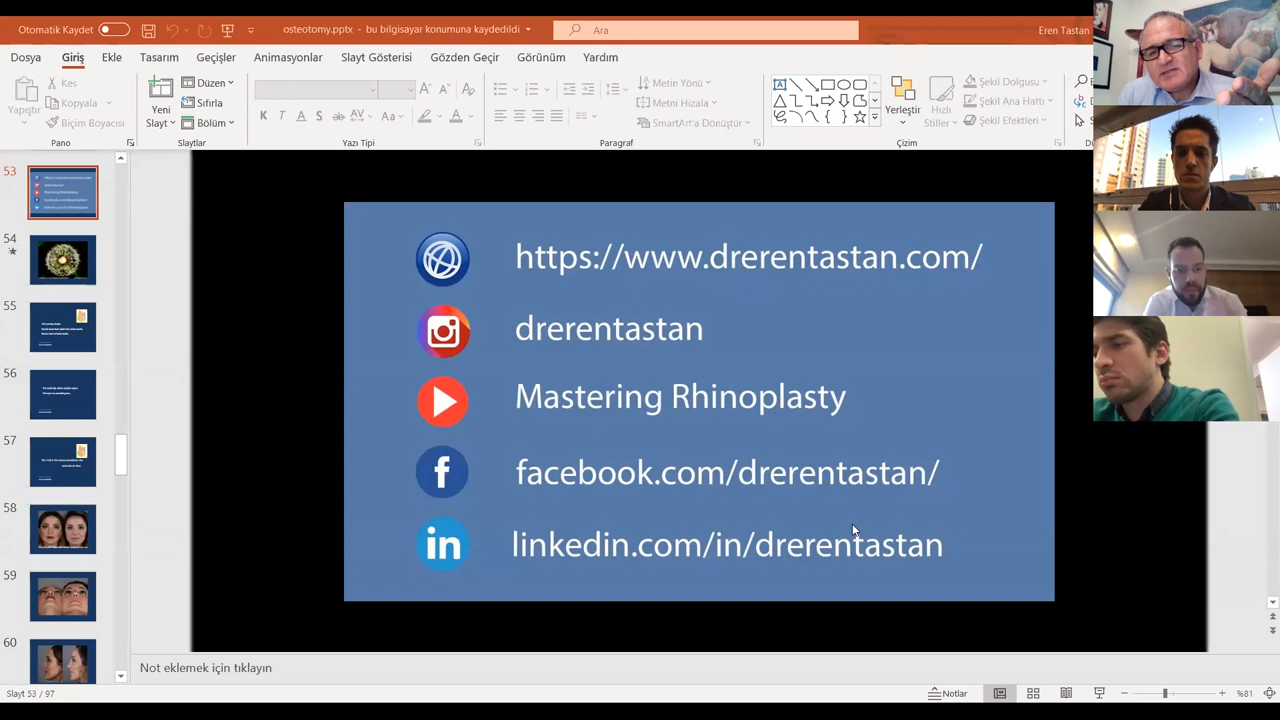 Otomatik Kaydet
osteotomy.pptx - bu bilgisayar konumuna kaydedildi
Ara
Eren Tastan
Dosya Giriş Ekle Tasarım Geçişler Animasyonlar Slayt Gösterisi Gözden Geçir Görünüm Yardım
Yapıştır
Kes
Kopyala
Biçim Boyacısı
Pano
Yeni
Slayt
Düzen
Sıfırla
Bölüm
Slaytlar
K T A S ab AV Aa A
Yazı Tipi
Metin Yönü
Metni Hizala
SmartArt'a Dönüştür
Paragraf
Yerleştir
Hızlı
Stiller
Şekil Dolgusu
Şekil Ana Hattı
Şekil Efektleri
Çizim
53
54
55
56
57
58
59
60
https://www.drerentastan.com/
drerentastan
Mastering Rhinoplasty
facebook.com/drerentastan/
linkedin.com/in/drerentastan
Not eklemek için tıklayın
Slayt 53 / 97
Notlar
%81